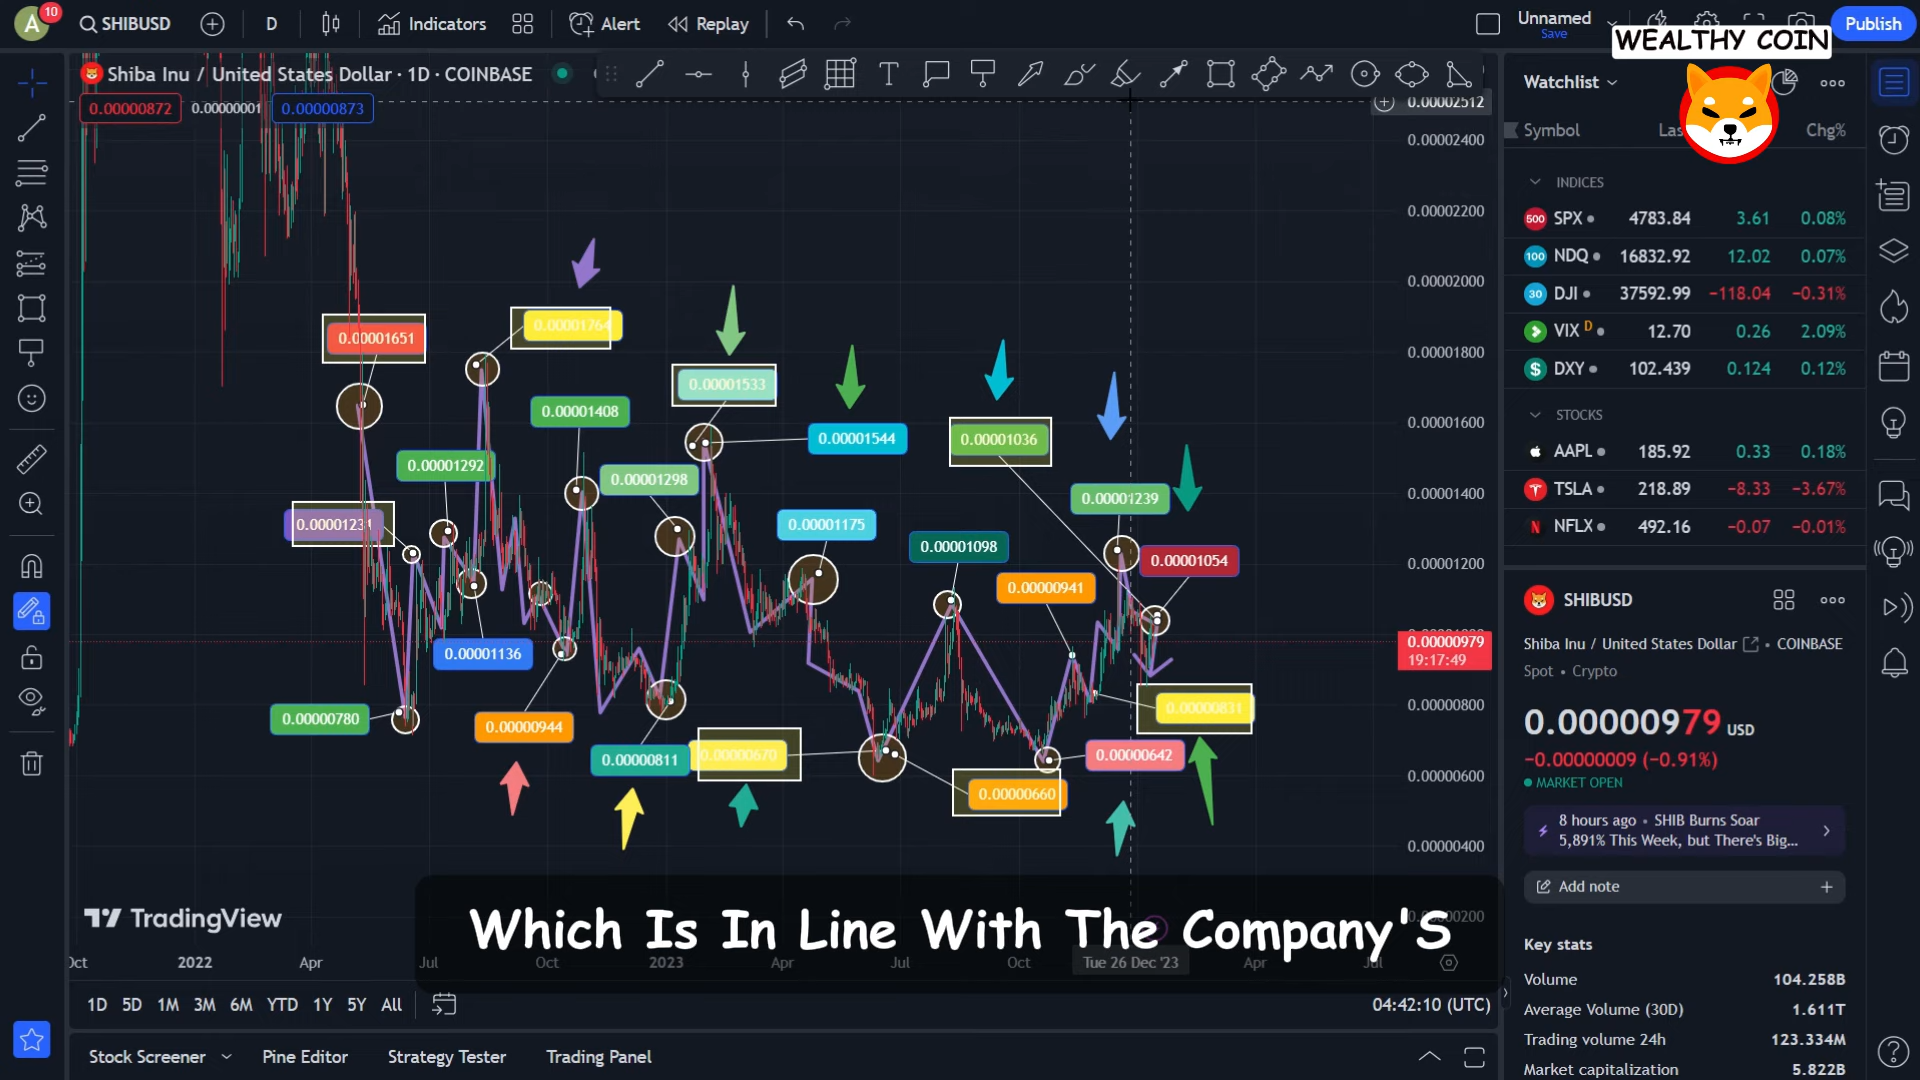 A
10
SHIBUSD
D
Indicators
Alert
Replay
Unnamed
Save
Publish
WEALTHY COIN
Shiba Inu / United States Dollar · 1D · COINBASE
0.00000872
0.00000001
0.00000873
0.00002512
0.00002400
0.00002200
0.00002000
0.00001800
0.00001600
0.00001400
0.00001200
0.00000979
19:17:49
0.00000800
0.00000600
0.00000400
0.00001651
0.00001764
0.00001533
0.00001408
0.00001544
0.00001036
0.00001292
0.00001298
0.00001239
0.00001175
0.00001098
0.00001054
0.00000941
0.00001136
0.00000780
0.00000944
0.00000811
0.00000670
0.00000660
0.00000642
0.00000831
TradingView
Which Is In Line With The Company'S
2022
Apr
Jul
Oct
2023
Apr
Jul
Oct
Tue 26 Dec '23
Apr
Jul
1D
5D
1M
3M
6M
YTD
1Y
5Y
All
04:42:10 (UTC)
Stock Screener
Pine Editor
Strategy Tester
Trading Panel
Watchlist
Symbol
Chg%
INDICES
SPX 4783.84 3.61 0.08%
NDQ 16832.92 12.02 0.07%
DJI 37592.99 −118.04 −0.31%
VIX D 12.70 0.26 2.09%
DXY 102.439 0.124 0.12%
STOCKS
AAPL 185.92 0.33 0.18%
TSLA 218.89 −8.33 −3.67%
NFLX 492.16 −0.07 −0.01%
SHIBUSD
Shiba Inu / United States Dollar • COINBASE
Spot • Crypto
0.00000979 USD
−0.00000009 (−0.91%)
MARKET OPEN
8 hours ago • SHIB Burns Soar
5,891% This Week, but There's Big...
Add note
Key stats
Volume 104.258B
Average Volume (30D) 1.611T
Trading volume 24h 123.334M
Market capitalization 5.822B